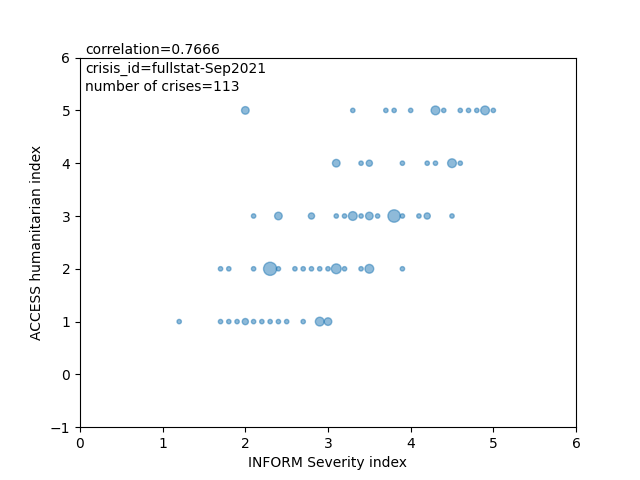 correlation=0.7666
crisis_id=fullstat-Sep2021
number of crises=113
6
5
4
3
2
1
0
−1
ACCESS humanitarian index
0 1 2 3 4 5 6
INFORM Severity index